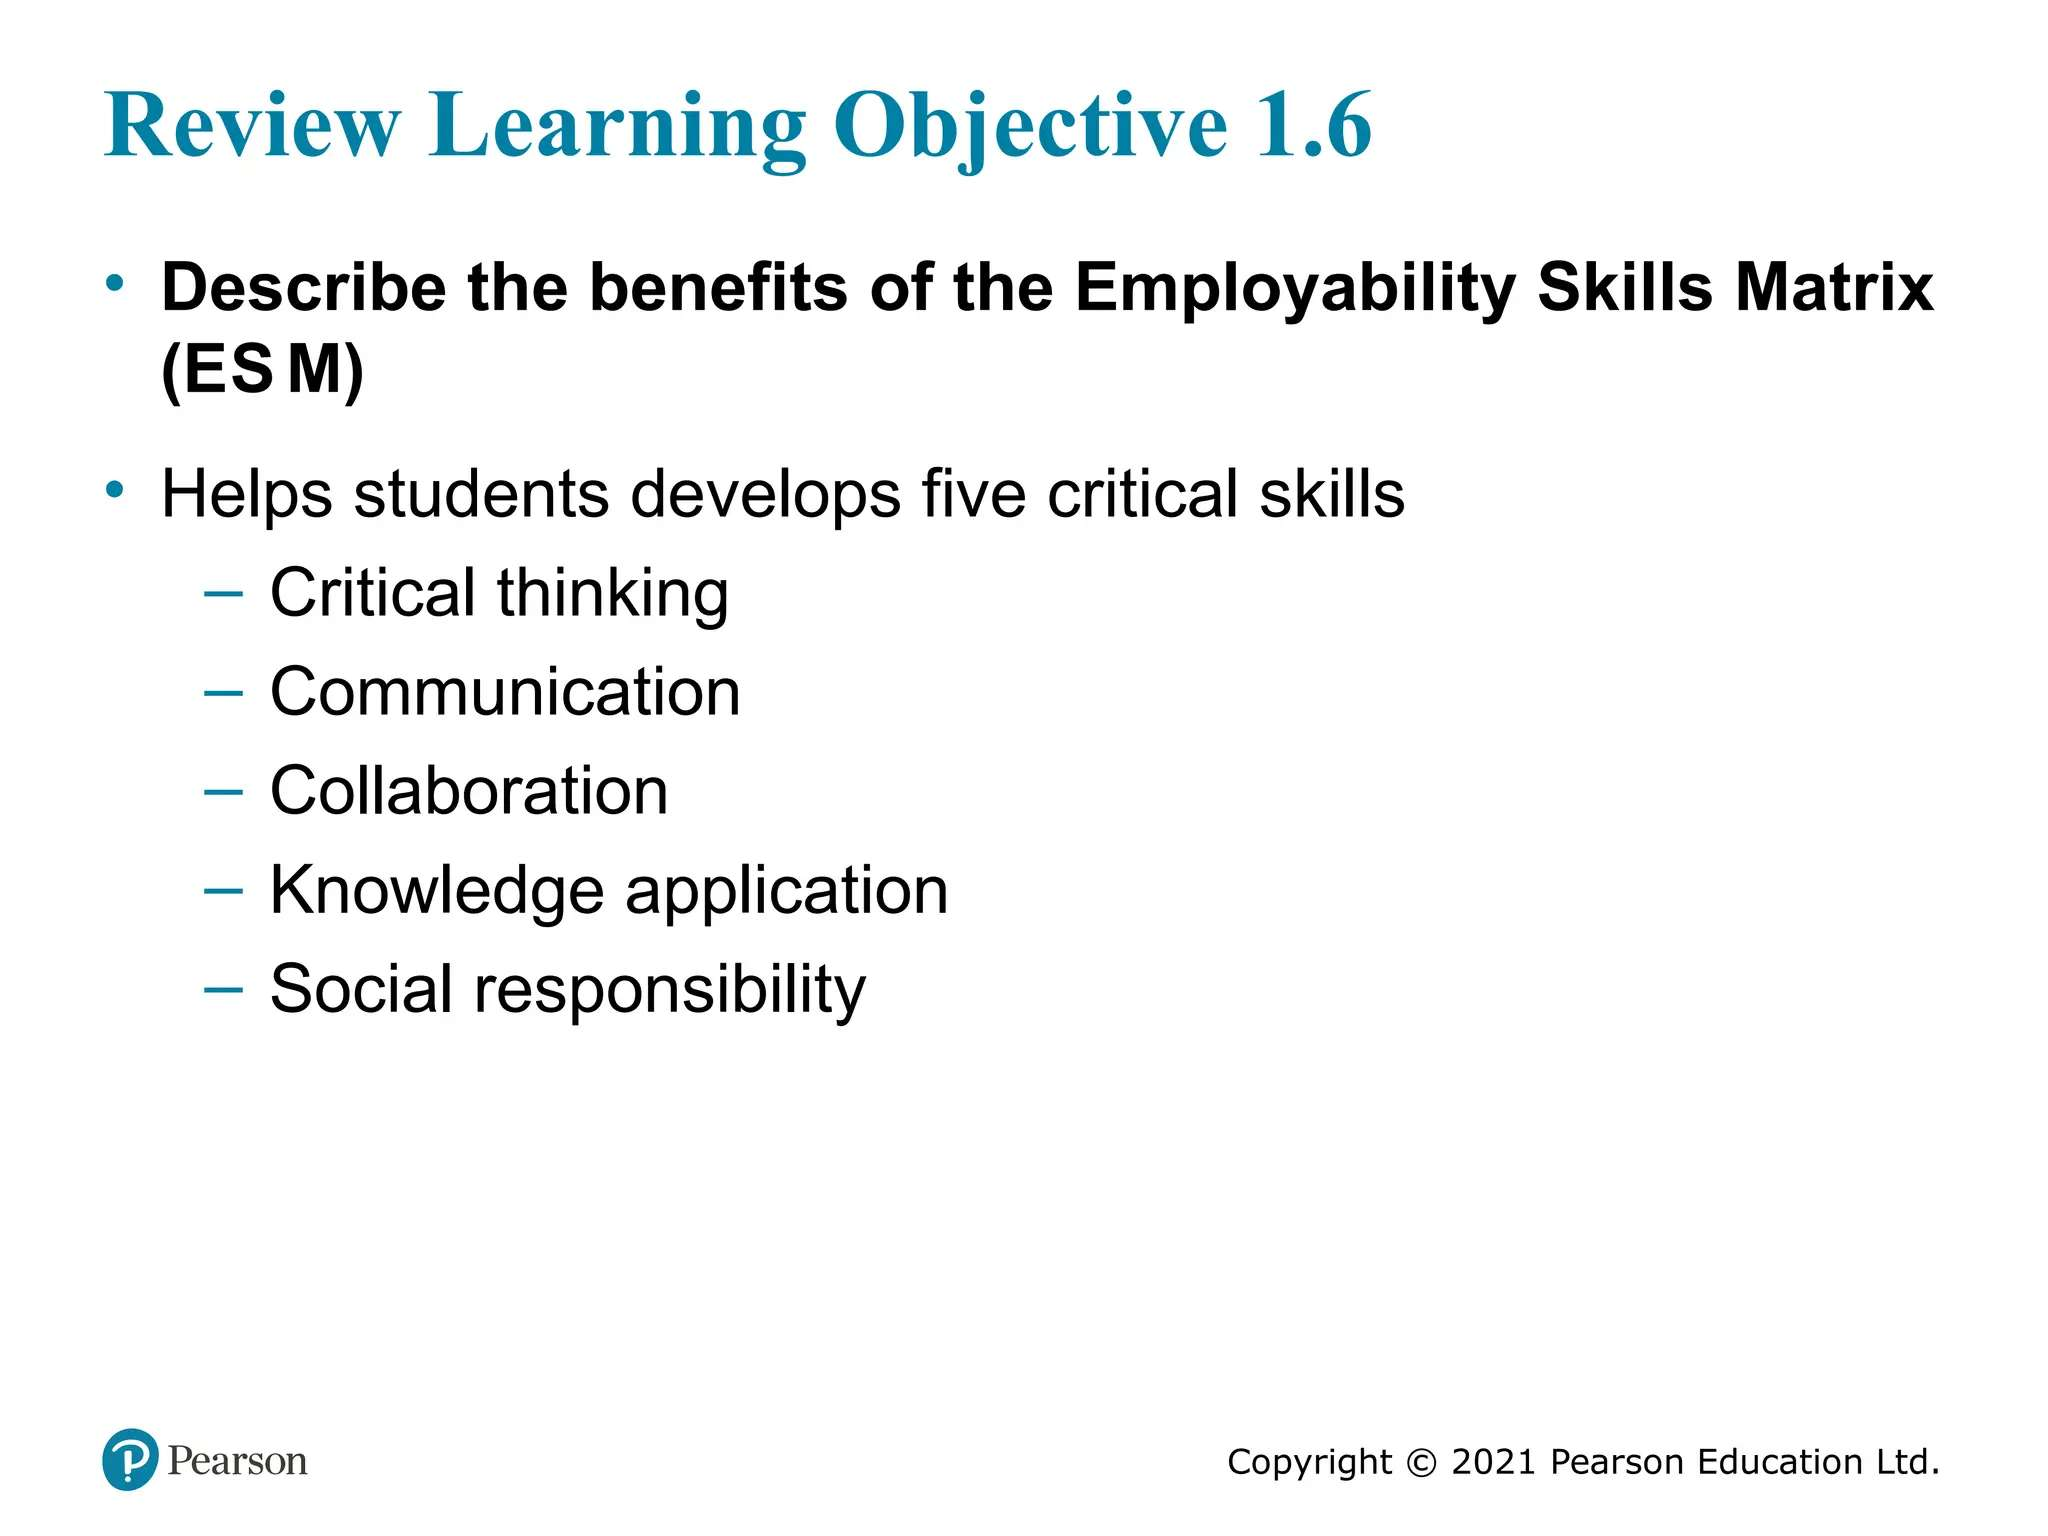 Review Learning Objective 1.6
• Describe the benefits of the Employability Skills Matrix
(ES M)
• Helps students develops five critical skills
– Critical thinking
– Communication
– Collaboration
– Knowledge application
– Social responsibility
Pearson
Copyright © 2021 Pearson Education Ltd.